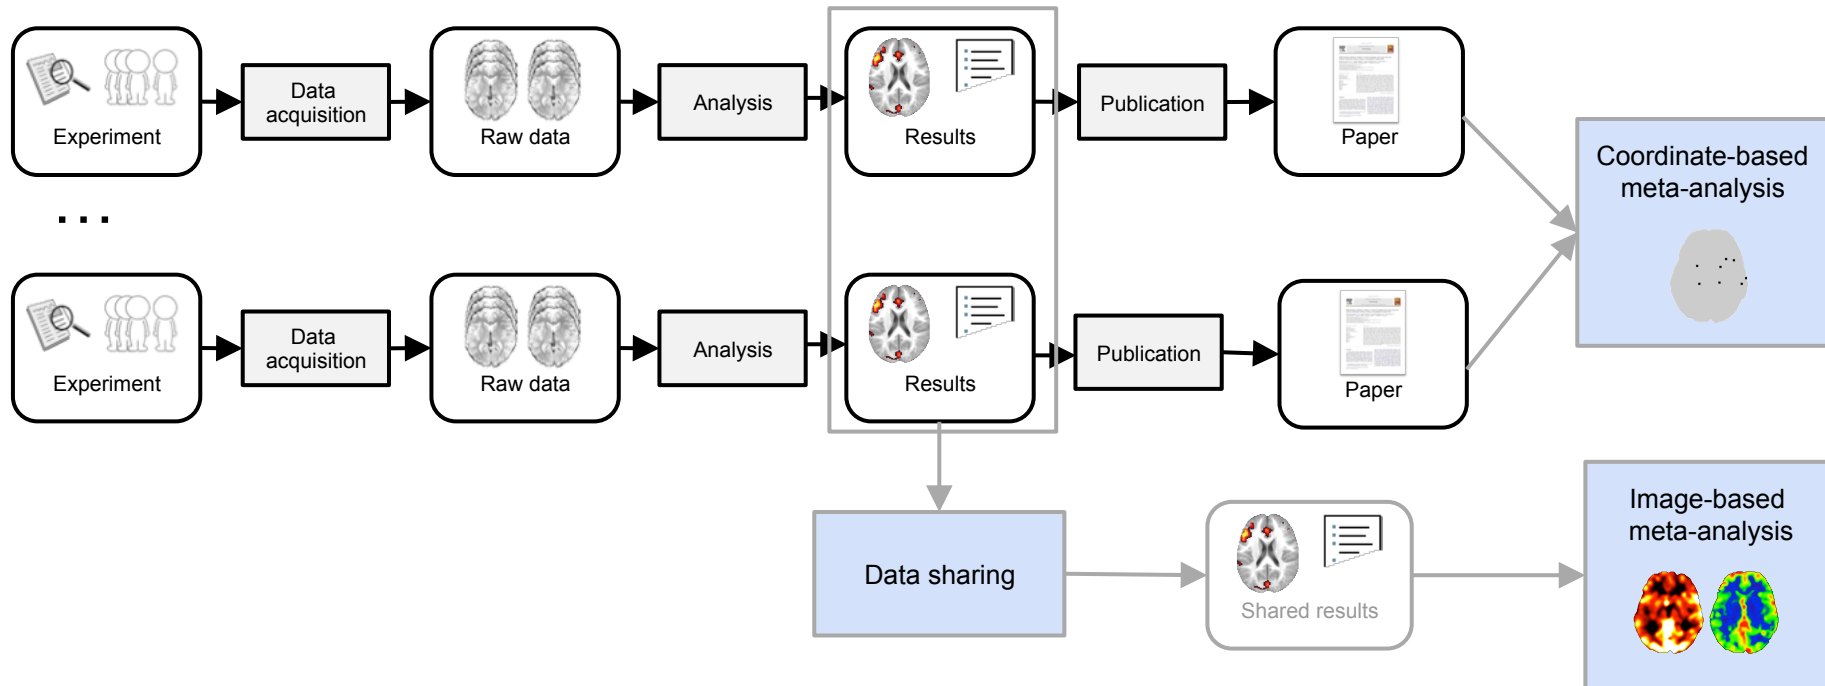 Experiment
Data
acquisition
Raw data
Analysis
Results
Publication
Paper
Coordinate-based
meta-analysis
...
Experiment
Data
acquisition
Raw data
Analysis
Results
Publication
Paper
Data sharing
Shared results
Image-based
meta-analysis